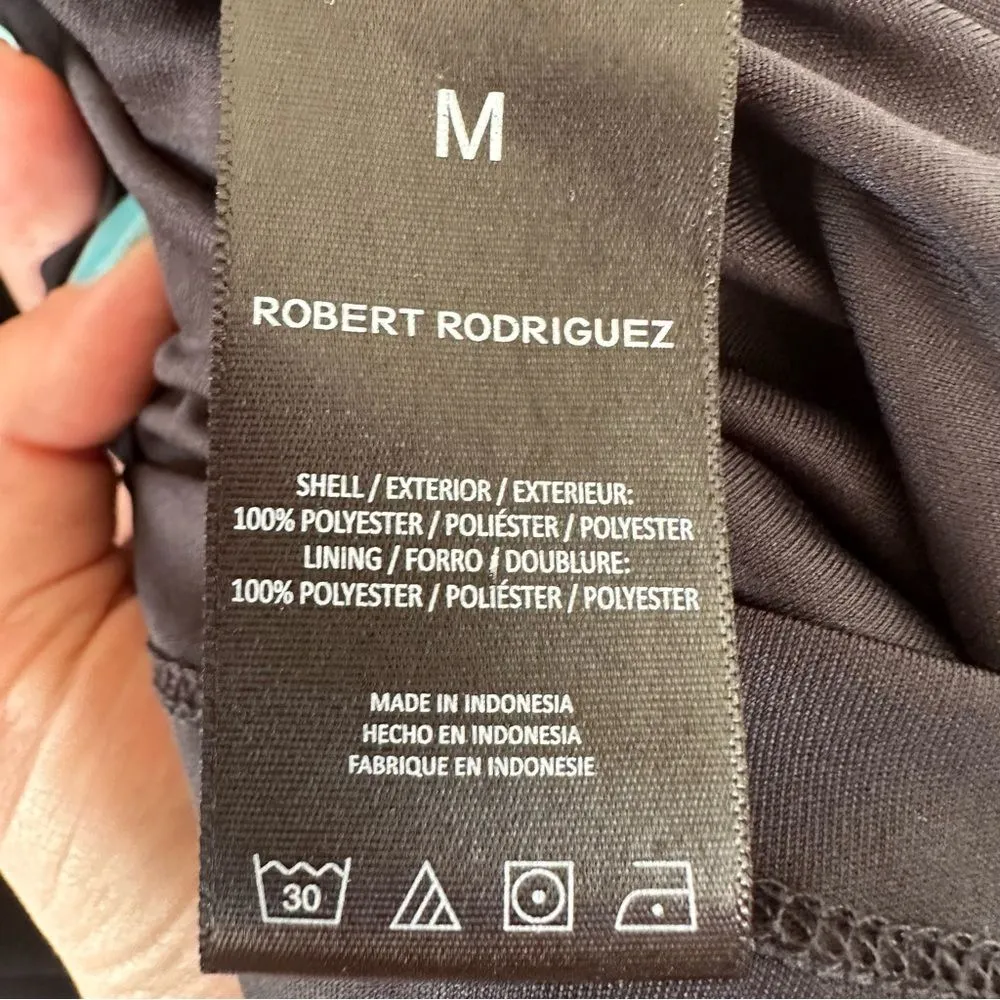 M
ROBERT RODRIGUEZ
SHELL / EXTERIOR / EXTERIEUR:
100% POLYESTER / POLIÉSTER / POLYESTER
LINING / FORRO / DOUBLURE:
100% POLYESTER / POLIÉSTER / POLYESTER
MADE IN INDONESIA
HECHO EN INDONESIA
FABRIQUE EN INDONESIE
30